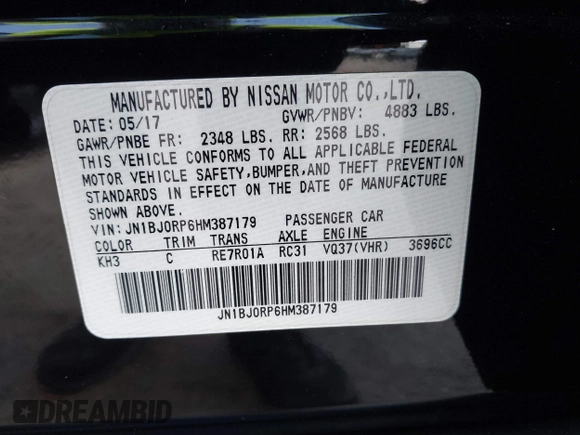 MANUFACTURED BY NISSAN MOTOR CO.,LTD.
DATE: 05/17 GVWR/PNBV: 4883 LBS.
GAWR/PNBE FR: 2348 LBS. RR: 2568 LBS.
THIS VEHICLE CONFORMS TO ALL APPLICABLE FEDERAL
MOTOR VEHICLE SAFETY,BUMPER,AND THEFT PREVENTION
STANDARDS IN EFFECT ON THE DATE OF MANUFACTURE
SHOWN ABOVE.
VIN: JN1BJ0RP6HM387179 PASSENGER CAR
COLOR TRIM TRANS AXLE ENGINE
KH3 C RE7R01A RC31 VQ37(VHR) 3696CC
JN1BJ0RP6HM387179
DREAMBID